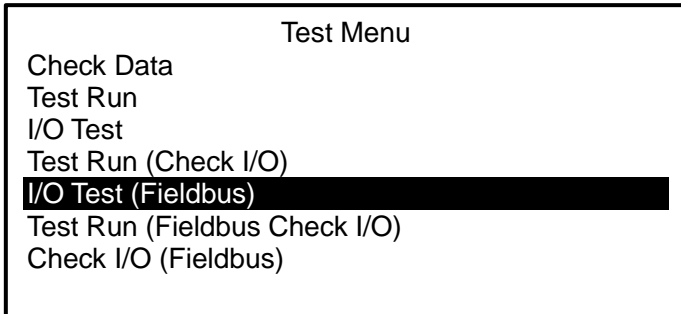 Test Menu
Check Data
Test Run
I/O Test
Test Run (Check I/O)
I/O Test (Fieldbus)
Test Run (Fieldbus Check I/O)
Check I/O (Fieldbus)